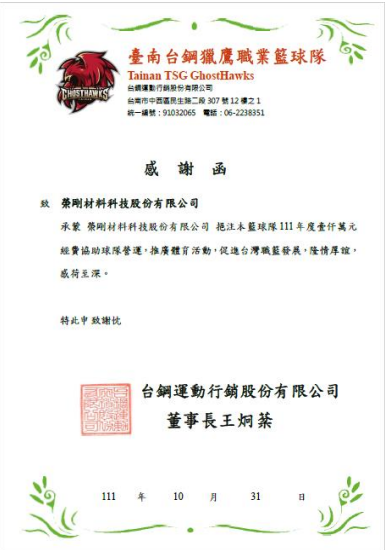 GHOSTHAWKS
臺南台鋼獵鷹職業籃球隊
Tainan TSG GhostHawks
台鋼運動行銷股份有限公司
台南市中西區民生路二段 307 號 12 樓之 1
統一編號：91032065 電話：06-2238351
感謝函
致 榮剛材料科技股份有限公司
承蒙 榮剛材料科技股份有限公司 挹注本籃球隊111年度壹仟萬元
經費協助球隊營運，推廣體育活動，促進台灣職籃發展，隆情厚誼，
感荷至深。
特此申致謝忱
台鋼運動行銷股份有限公司
董事長王炯棻
111 年 10 月 31 日